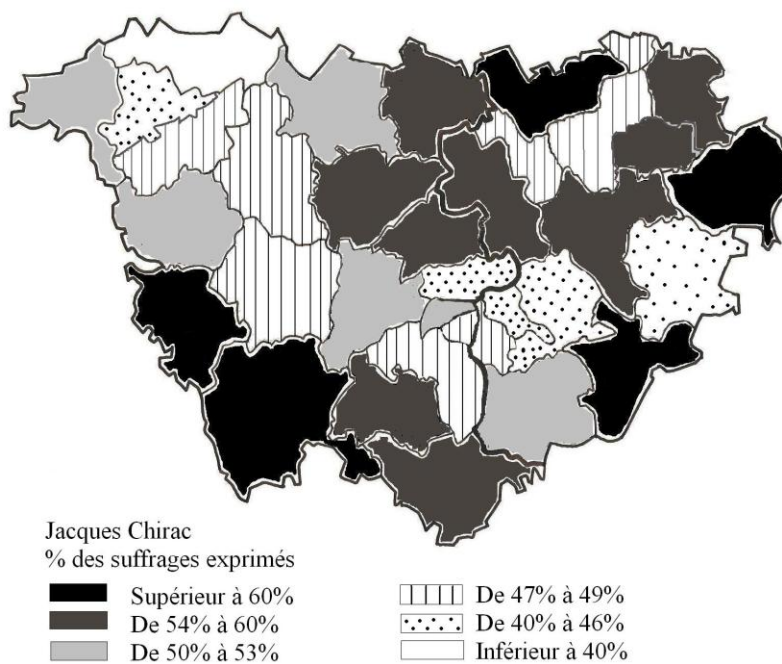 Jacques Chirac
% des suffrages exprimés
Supérieur à 60%
De 54% à 60%
De 50% à 53%
De 47% à 49%
De 40% à 46%
Inférieur à 40%